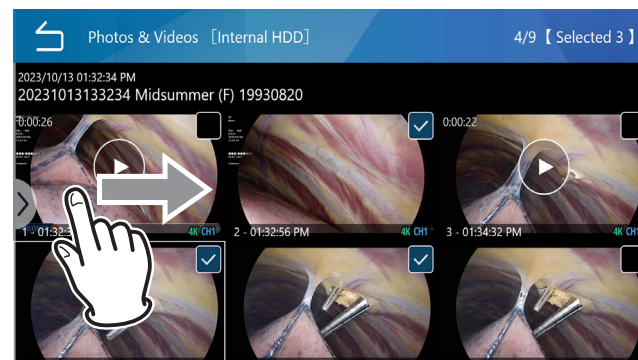 Photos & Videos [Internal HDD]
4/9 【 Selected 3 】
2023/10/13 01:32:34 PM
20231013133234 Midsummer (F) 19930820
0:00:26
0:00:22
1 - 01:32:3
4K CH1
2 - 01:32:56 PM
4K CH1
3 - 01:34:32 PM
4K CH1